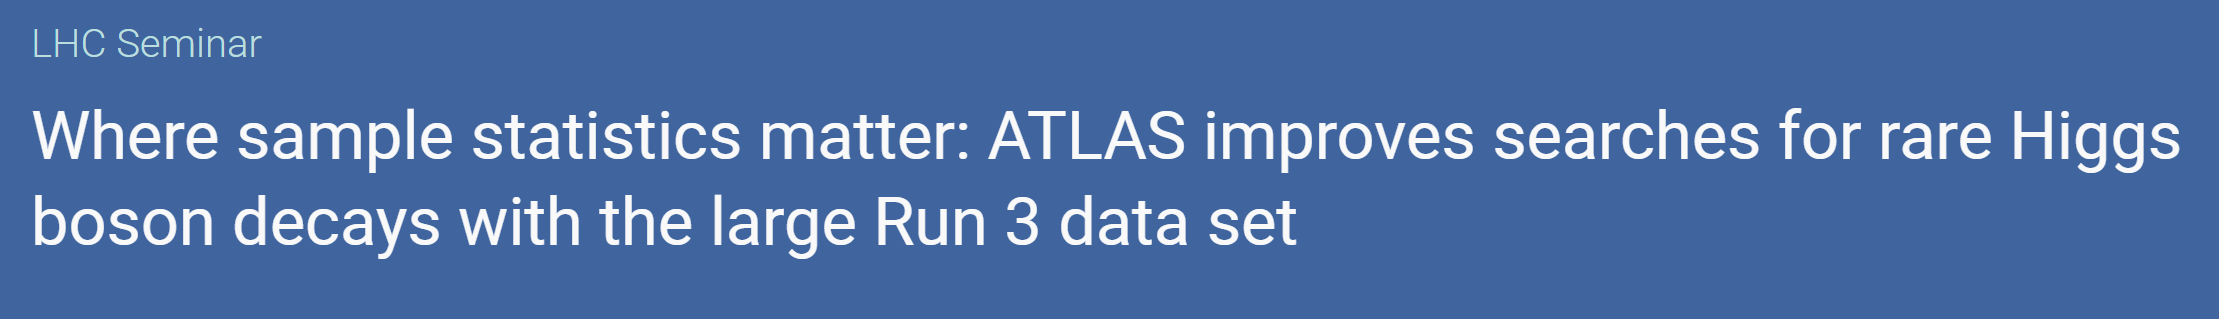 LHC Seminar
Where sample statistics matter: ATLAS improves searches for rare Higgs
boson decays with the large Run 3 data set